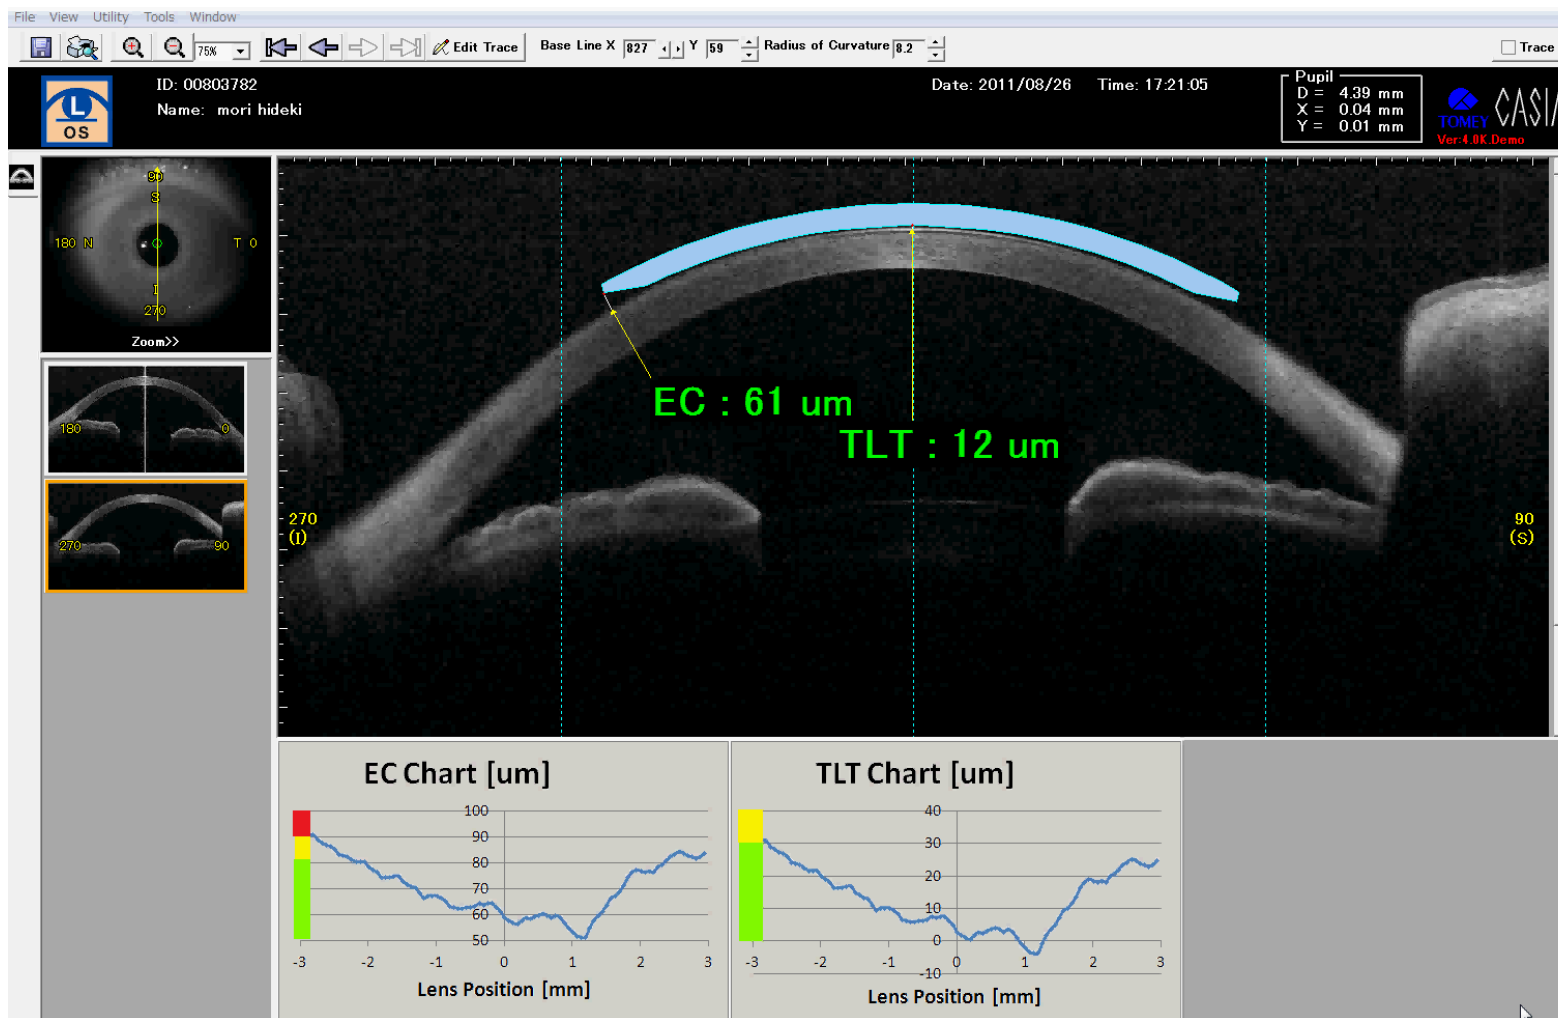 File View Utility Tools Window
75% Edit Trace Base Line X 827 Y 59 Radius of Curvature 8.2 Trace
L
OS
ID: 00803782
Name: mori hideki
Date: 2011/08/26 Time: 17:21:05
Pupil
D = 4.39 mm
X = 0.04 mm
Y = 0.01 mm
TOMEY CASIA
Ver:4.0K.Demo
90
S
180 N T 0
I
270
Zoom>>
180 0
270 90
EC : 61 um
TLT : 12 um
270
(I)
90
(S)
EC Chart [um]
100
90
80
70
60
50
-3 -2 -1 0 1 2 3
Lens Position [mm]
TLT Chart [um]
40
30
20
10
0
-10
-3 -2 -1 0 1 2 3
Lens Position [mm]